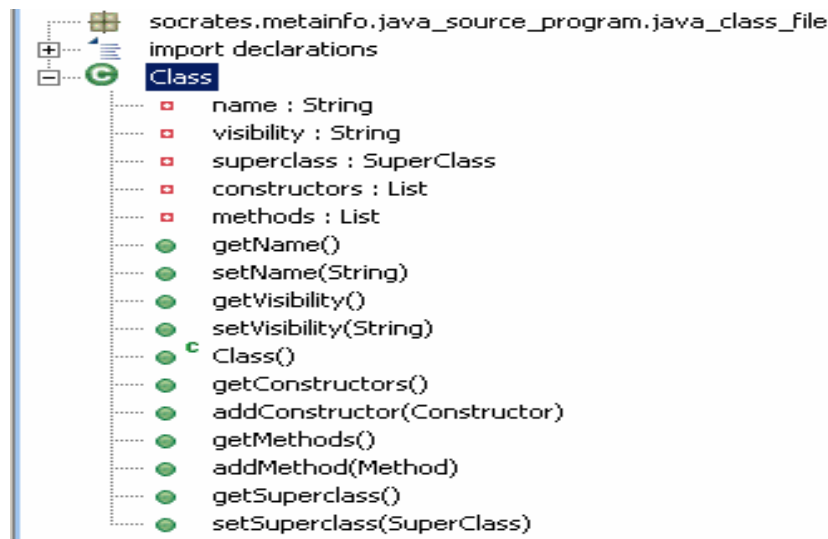 socrates.metainfo.java_source_program.java_class_file
import declarations
Class
name : String
visibility : String
superclass : SuperClass
constructors : List
methods : List
getName()
setName(String)
getVisibility()
setVisibility(String)
C Class()
getConstructors()
addConstructor(Constructor)
getMethods()
addMethod(Method)
getSuperclass()
setSuperclass(SuperClass)